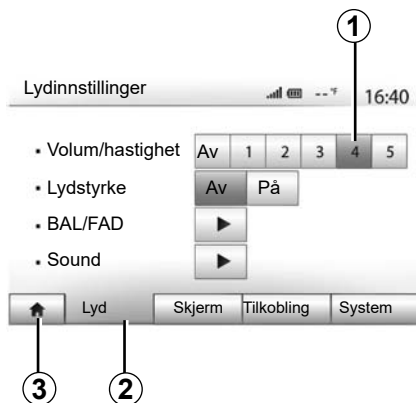 1
Lydinnstillinger --°F 16:40
Volum/hastighet Av 1 2 3 4 5
Lydstyrke Av På
BAL/FAD
Sound
Lyd Skjerm Tilkobling System
3 2